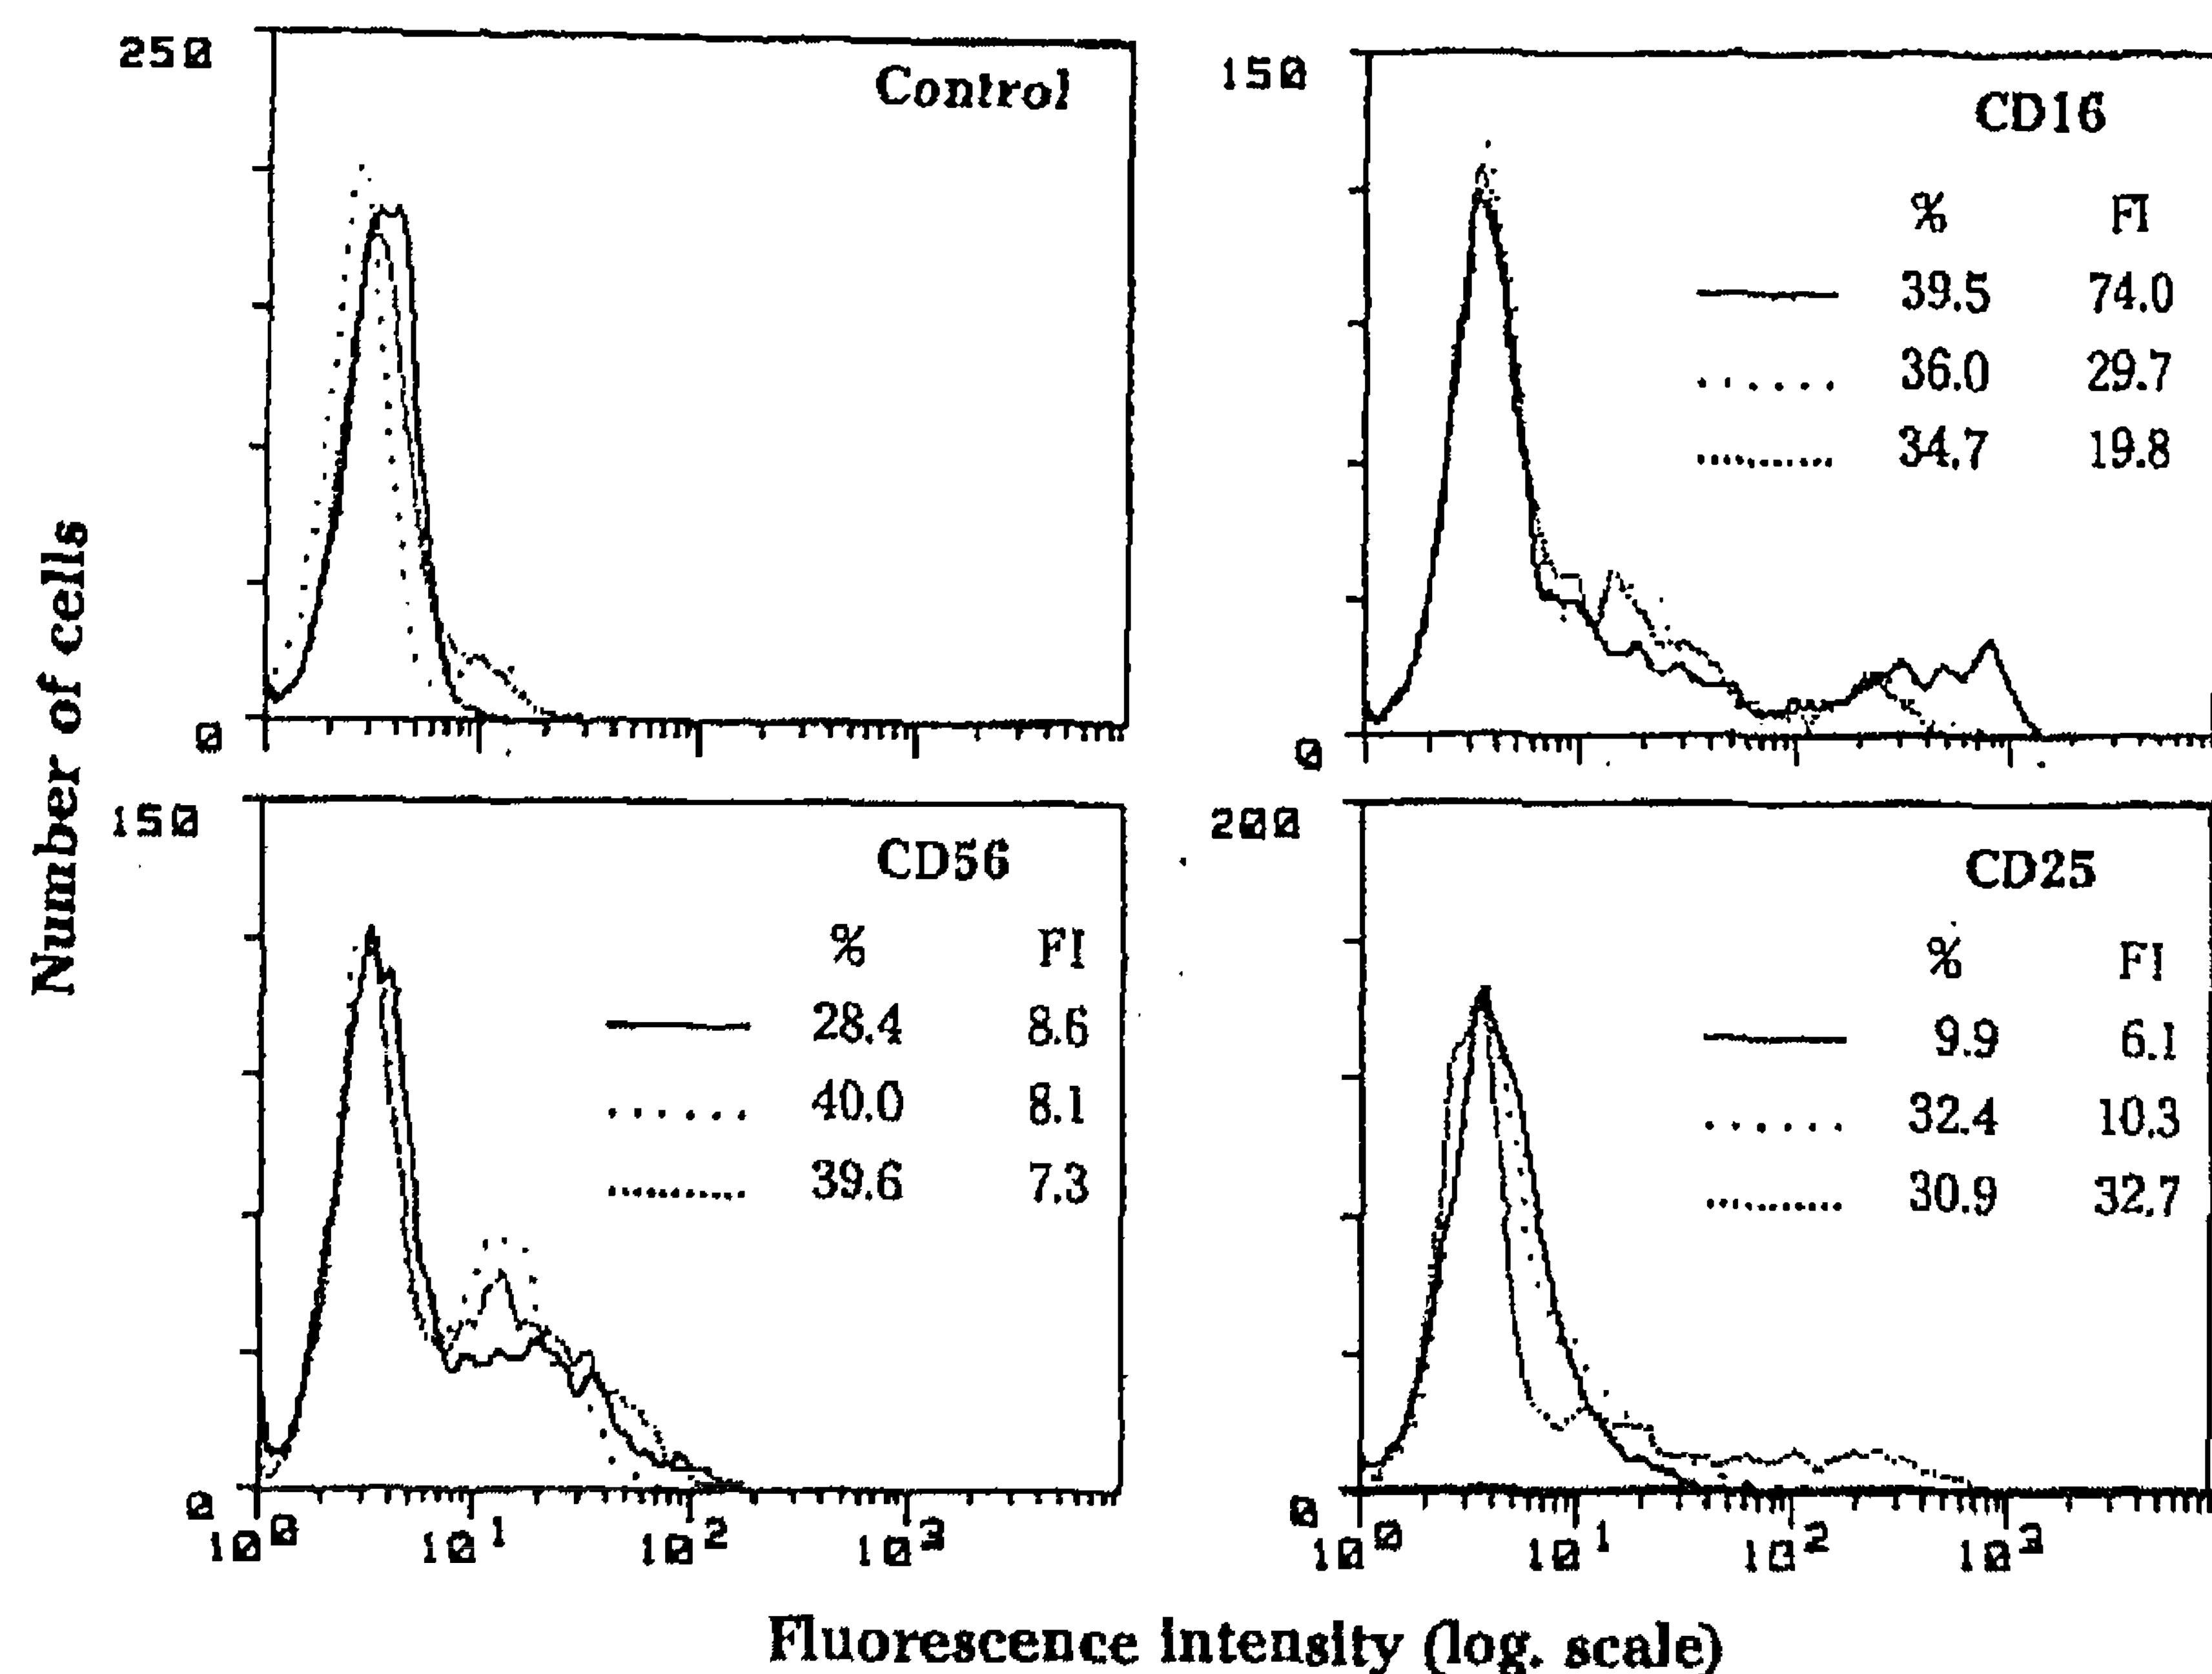 Number of cells
250
Control
0
150
CD16
% FI
39.5 74.0
36.0 29.7
34.7 19.8
0
150
CD56
% FI
28.4 8.6
40.0 8.1
39.6 7.3
0
10^0 10^1 10^2 10^3
200
CD25
% FI
9.9 6.1
32.4 10.3
30.9 32.7
0
10^0 10^1 10^2 10^3
Fluorescence intensity (log. scale)